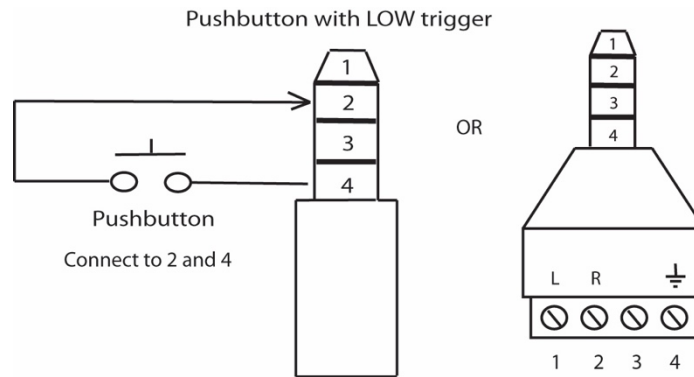 Pushbutton with LOW trigger
1
2
3
4
Pushbutton
Connect to 2 and 4
OR
1
2
3
4
L R
1 2 3 4